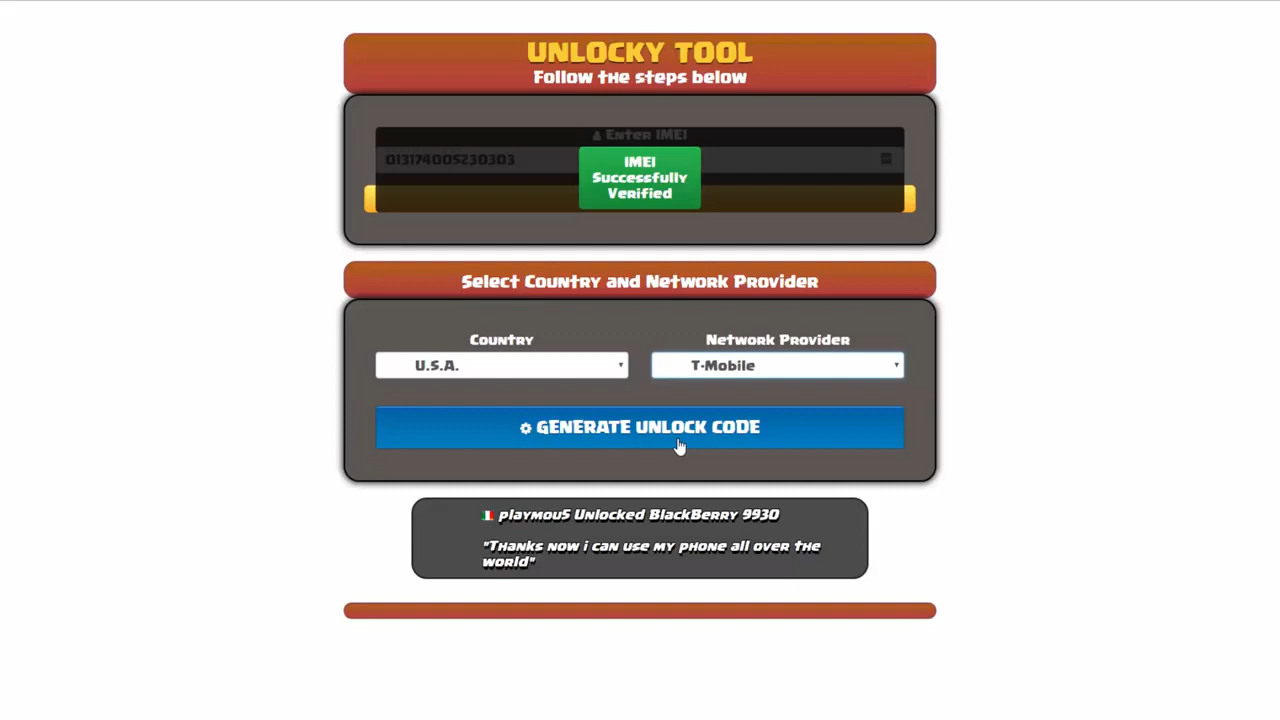 UNLOCKY TOOL
Follow the steps below
Enter IMEI
013174005230303
IMEI
Successfully
Verified
Select Country and Network Provider
Country
Network Provider
U.S.A.
T-Mobile
GENERATE UNLOCK CODE
playmou5 Unlocked BlackBerry 9930
"Thanks now i can use my phone all over the
world"